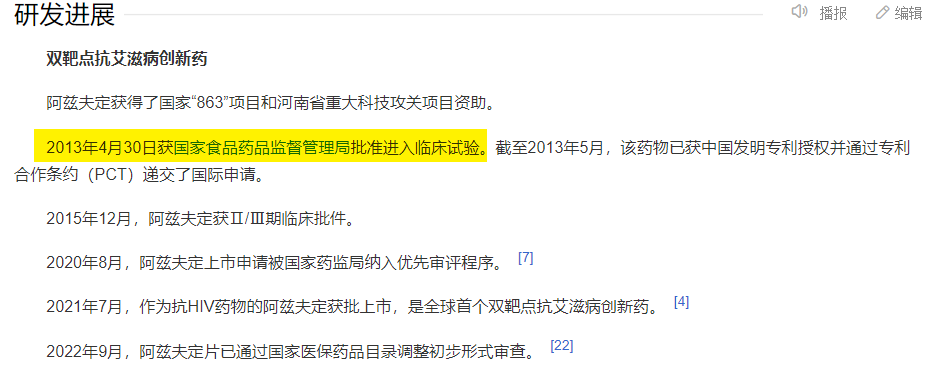 研发进展
播报
编辑
双靶点抗艾滋病创新药
阿兹夫定获得了国家“863”项目和河南省重大科技攻关项目资助。
2013年4月30日获国家食品药品监督管理局批准进入临床试验。截至2013年5月，该药物已获中国发明专利授权并通过专利
合作条约（PCT）递交了国际申请。
2015年12月，阿兹夫定获Ⅱ/Ⅲ期临床批件。
2020年8月，阿兹夫定上市申请被国家药监局纳入优先审评程序。 [7]
2021年7月，作为抗HIV药物的阿兹夫定获批上市，是全球首个双靶点抗艾滋病创新药。 [4]
2022年9月，阿兹夫定片已通过国家医保药品目录调整初步形式审查。 [22]